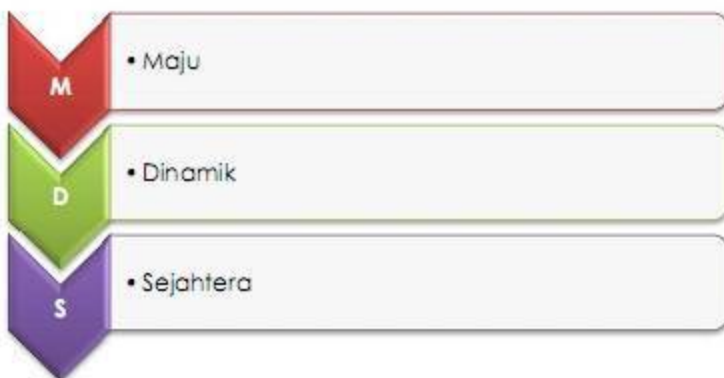 M
• Maju
D
• Dinamik
S
• Sejahtera